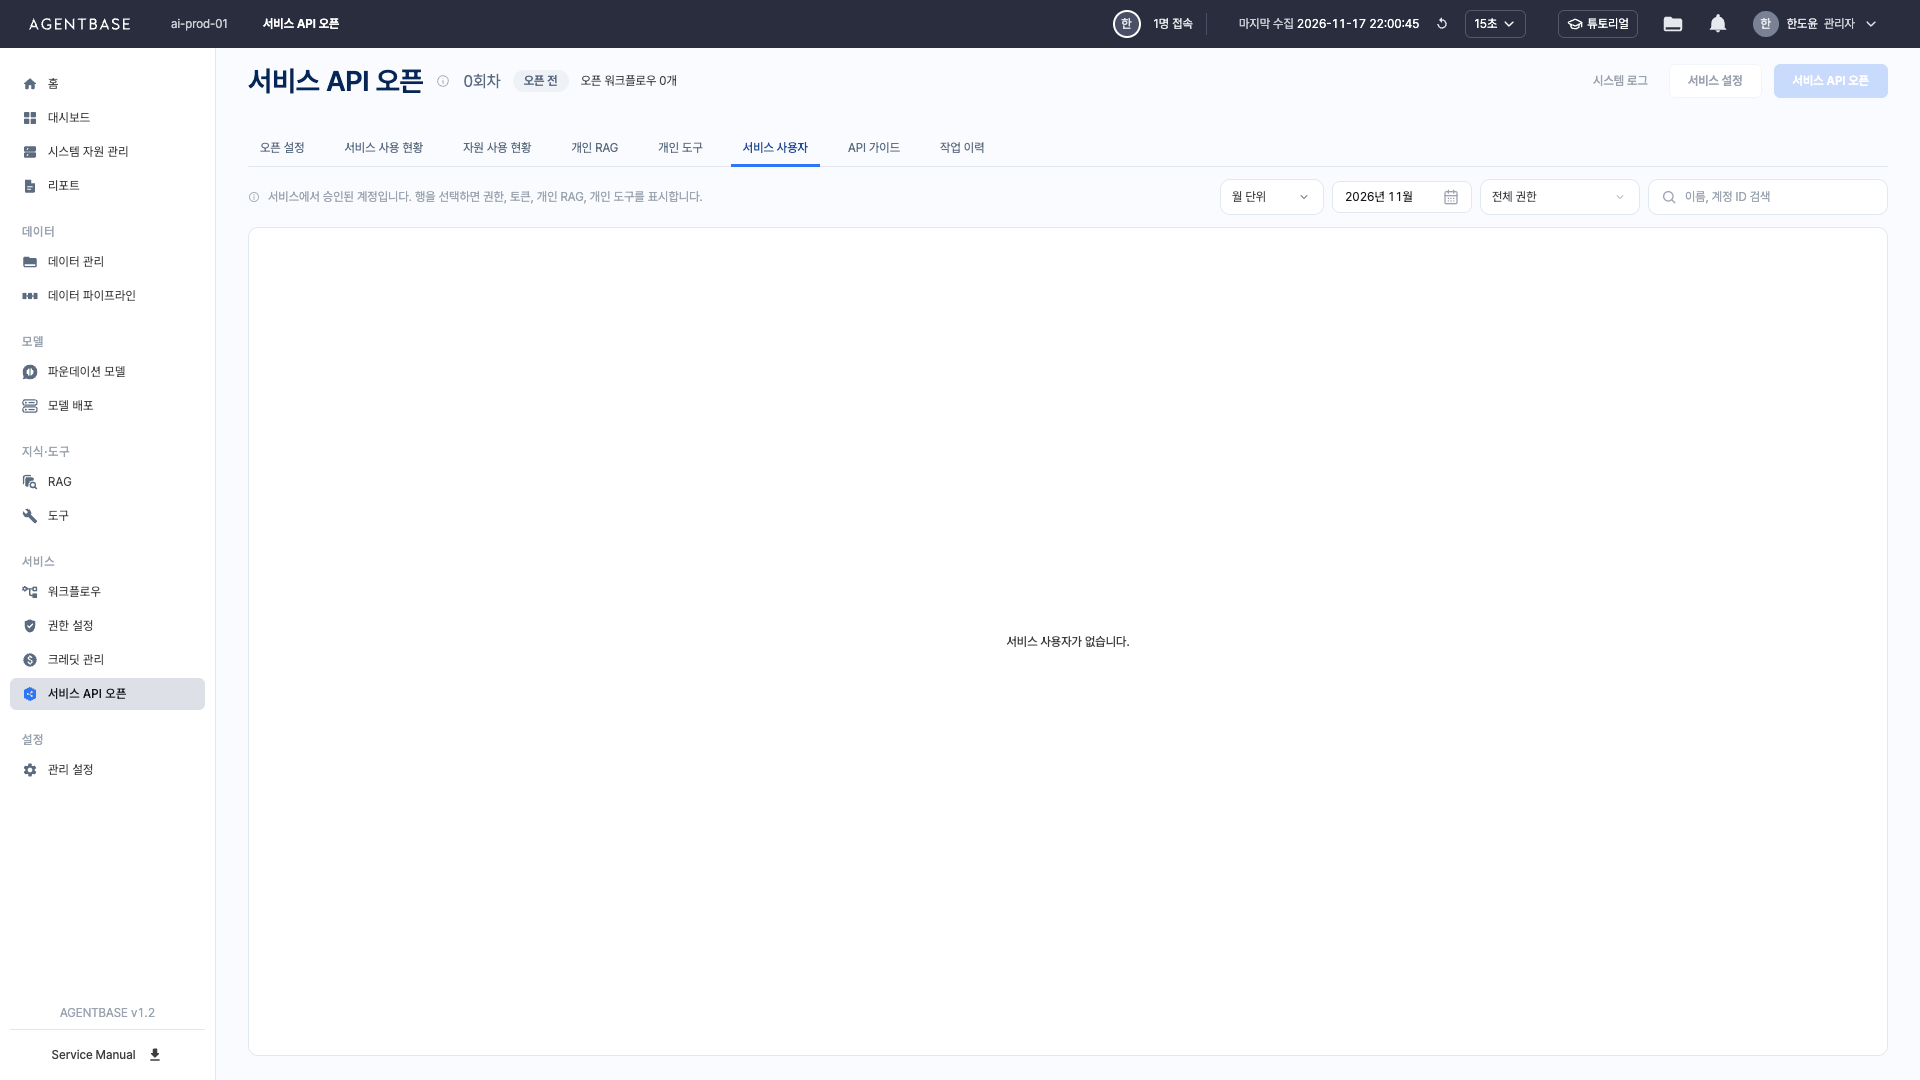 AGENTBASE
ai-prod-01
서비스 API 오픈
한
1명 접속
마지막 수집 2026-11-17 22:00:45
15초
튜토리얼
한
한도윤 관리자
홈
대시보드
시스템 자원 관리
리포트
데이터
데이터 관리
데이터 파이프라인
모델
파운데이션 모델
모델 배포
지식·도구
RAG
도구
서비스
워크플로우
권한 설정
크레딧 관리
서비스 API 오픈
설정
관리 설정
AGENTBASE v1.2
Service Manual
서비스 API 오픈
0회차
오픈 전
오픈 워크플로우 0개
시스템 로그
서비스 설정
서비스 API 오픈
오픈 설정
서비스 사용 현황
자원 사용 현황
개인 RAG
개인 도구
서비스 사용자
API 가이드
작업 이력
서비스에서 승인된 계정입니다. 행을 선택하면 권한, 토큰, 개인 RAG, 개인 도구를 표시합니다.
월 단위
2026년 11월
전체 권한
이름, 계정 ID 검색
서비스 사용자가 없습니다.